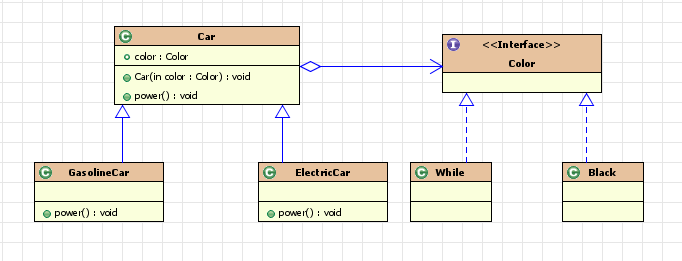 Car
color : Color
Car(in color : Color) : void
power() : void
<<Interface>>
Color
GasolineCar
power() : void
ElectricCar
power() : void
While
Black